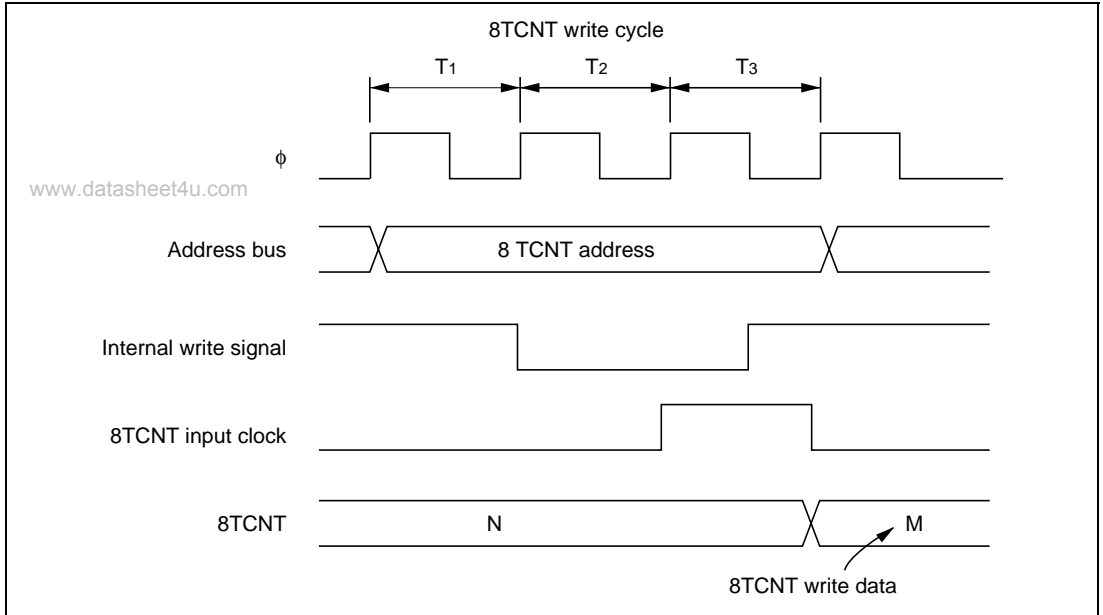 8TCNT write cycle
T1 T2 T3
φ
www.datasheet4u.com
Address bus 8 TCNT address
Internal write signal
8TCNT input clock
8TCNT N M
8TCNT write data